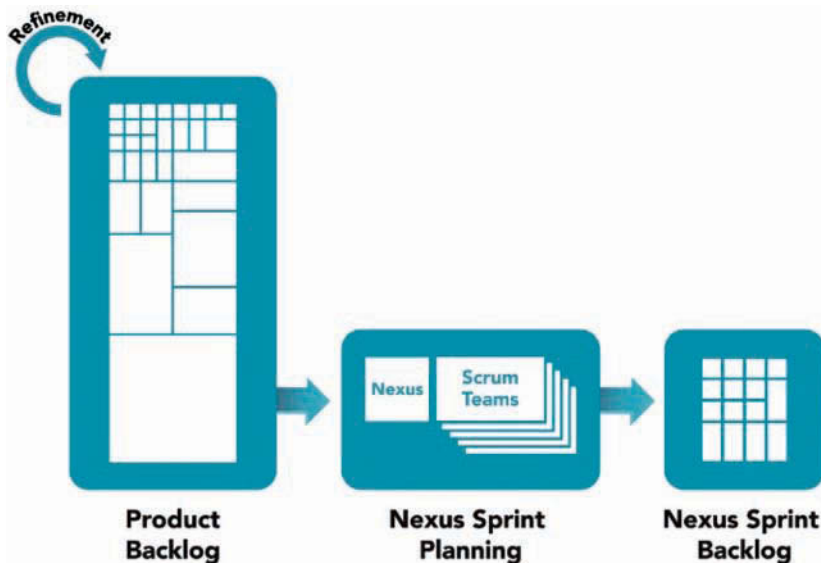 Refinement
Nexus
Scrum
Teams
Product
Backlog
Nexus Sprint
Planning
Nexus Sprint
Backlog